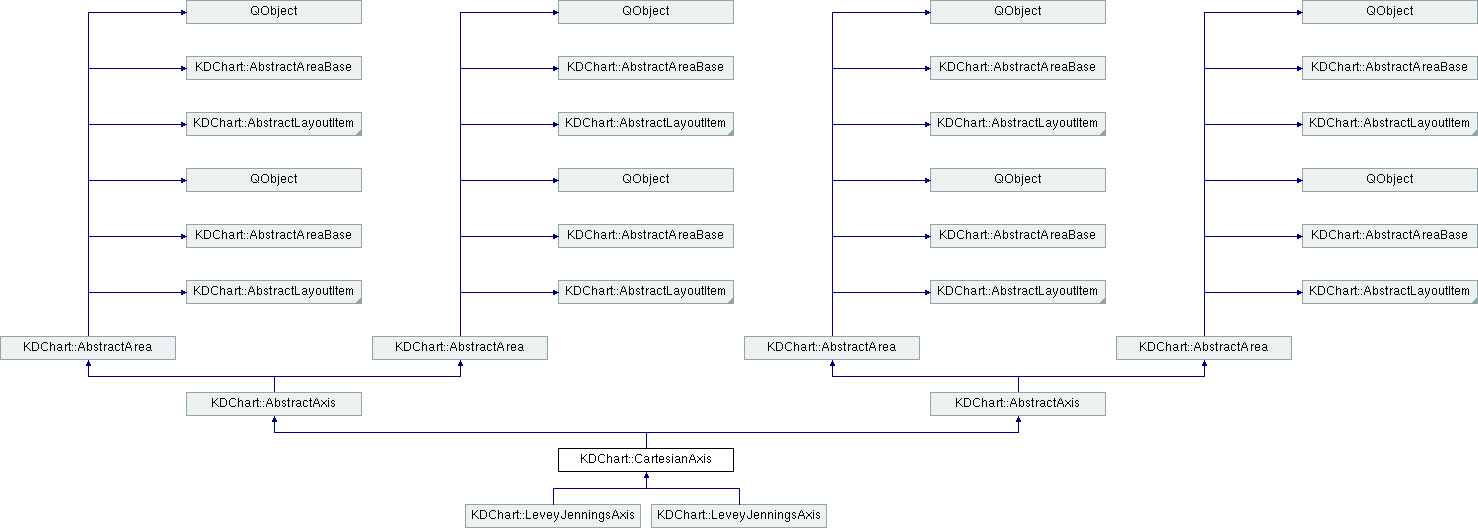 QObject QObject QObject QObject
KDChart::AbstractAreaBase KDChart::AbstractAreaBase KDChart::AbstractAreaBase KDChart::AbstractAreaBase
KDChart::AbstractLayoutItem KDChart::AbstractLayoutItem KDChart::AbstractLayoutItem KDChart::AbstractLayoutItem
QObject QObject QObject QObject
KDChart::AbstractAreaBase KDChart::AbstractAreaBase KDChart::AbstractAreaBase KDChart::AbstractAreaBase
KDChart::AbstractLayoutItem KDChart::AbstractLayoutItem KDChart::AbstractLayoutItem KDChart::AbstractLayoutItem
KDChart::AbstractArea KDChart::AbstractArea KDChart::AbstractArea KDChart::AbstractArea
KDChart::AbstractAxis KDChart::AbstractAxis
KDChart::CartesianAxis
KDChart::LeveyJenningsAxis KDChart::LeveyJenningsAxis